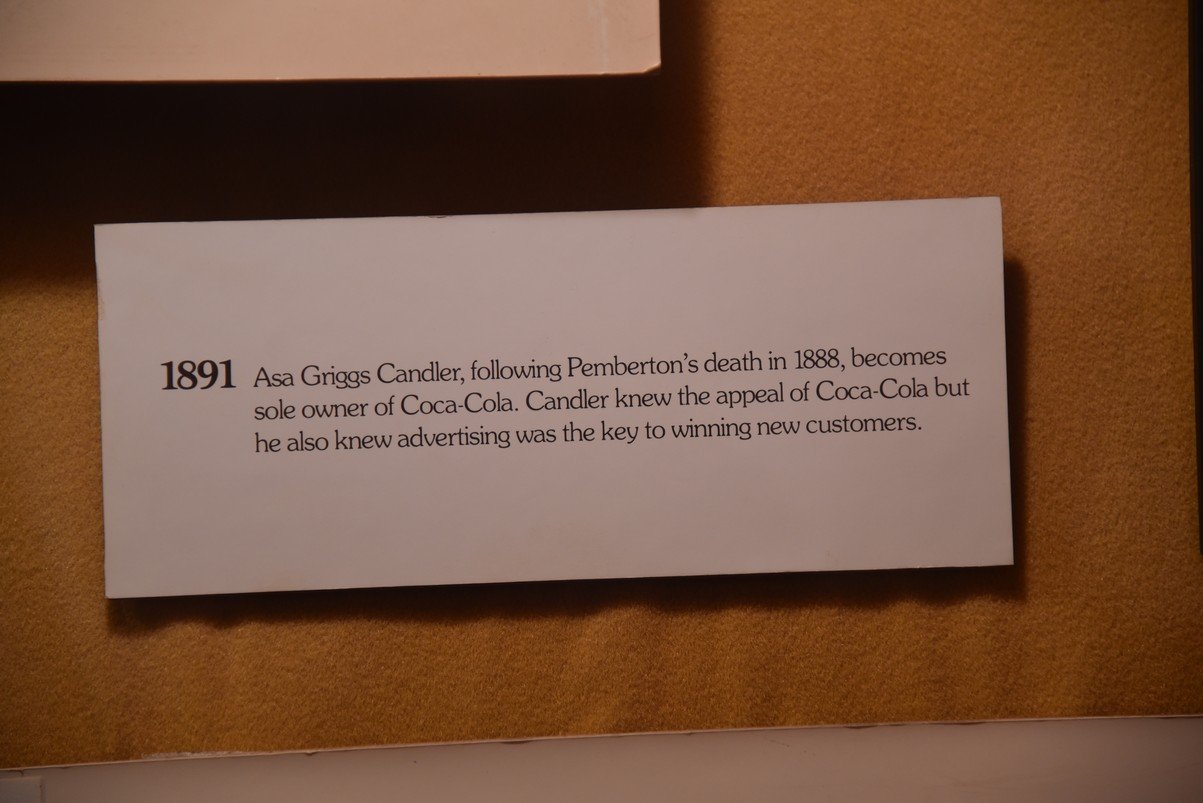 1891 Asa Griggs Candler, following Pemberton's death in 1888, becomes
sole owner of Coca-Cola. Candler knew the appeal of Coca-Cola but
he also knew advertising was the key to winning new customers.